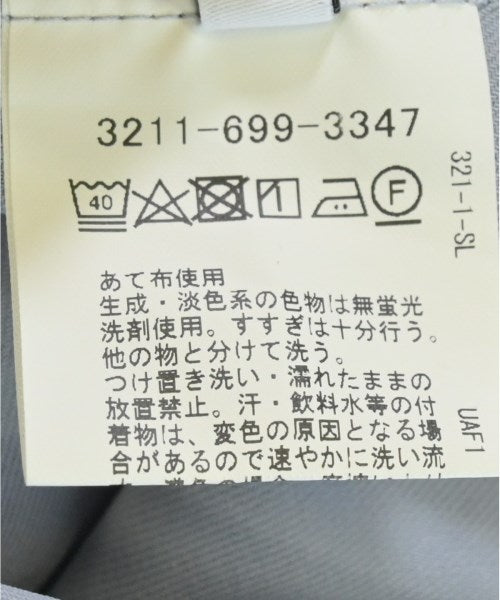 3211-699-3347
40
F
321-1-SL
あて布使用
生成・淡色系の色物は無蛍光
洗剤使用。すすぎは十分行う。
他の物と分けて洗う。
つけ置き洗い・濡れたままの
放置禁止。汗・飲料水等の付
着物は、変色の原因となる場
合があるので速やかに洗い流
UAF1